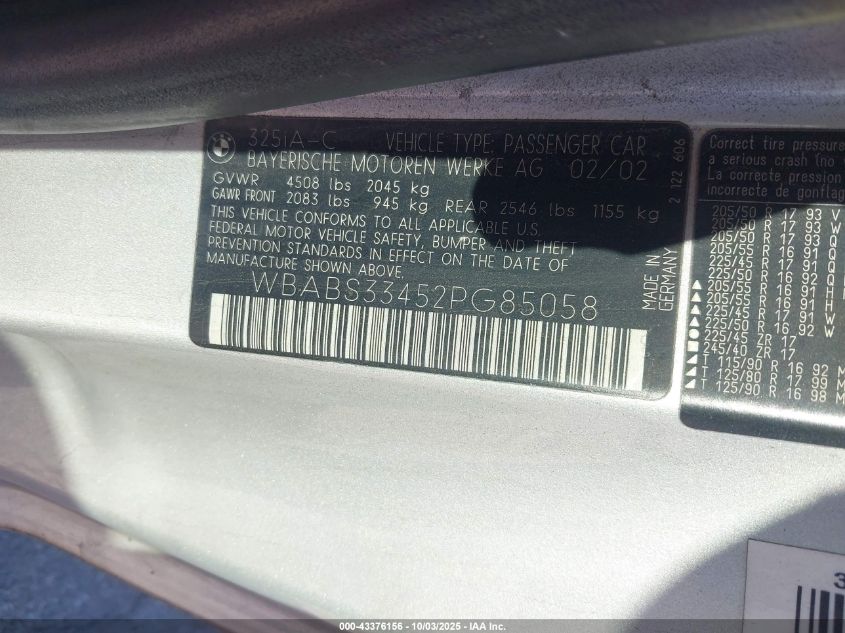 325iA-C VEHICLE TYPE: PASSENGER CAR
BAYERISCHE MOTOREN WERKE AG 02/02
GVWR 4508 lbs 2045 kg
GAWR FRONT 2083 lbs 945 kg REAR 2546 lbs 1155 kg
THIS VEHICLE CONFORMS TO ALL APPLICABLE U.S.
FEDERAL MOTOR VEHICLE SAFETY, BUMPER AND THEFT
PREVENTION STANDARDS IN EFFECT ON THE DATE OF
MANUFACTURE SHOWN ABOVE.
WBABS33452PG85058
MADE IN
GERMANY
2 122 606
Correct tire pressure
a serious crash (no
La correcte pression
incorrecte de gonflag
205/50 R 17 93 V
205/50 R 17 93 W
205/50 R 17 93 Q
205/55 R 16 91 Q
225/45 R 17 91 Q
225/50 R 16 92 Q
205/55 R 16 91 H
205/55 R 16 91
225/45 R 17 91
225/50 R 16 92 W
225/45 ZR 17
245/40 ZR 17
T 115/90 R 16 92 M
T 125/80 R 17 99 M
T 125/90 R 16 98 M
3
000-43376156 - 10/03/2025 - IAA Inc.